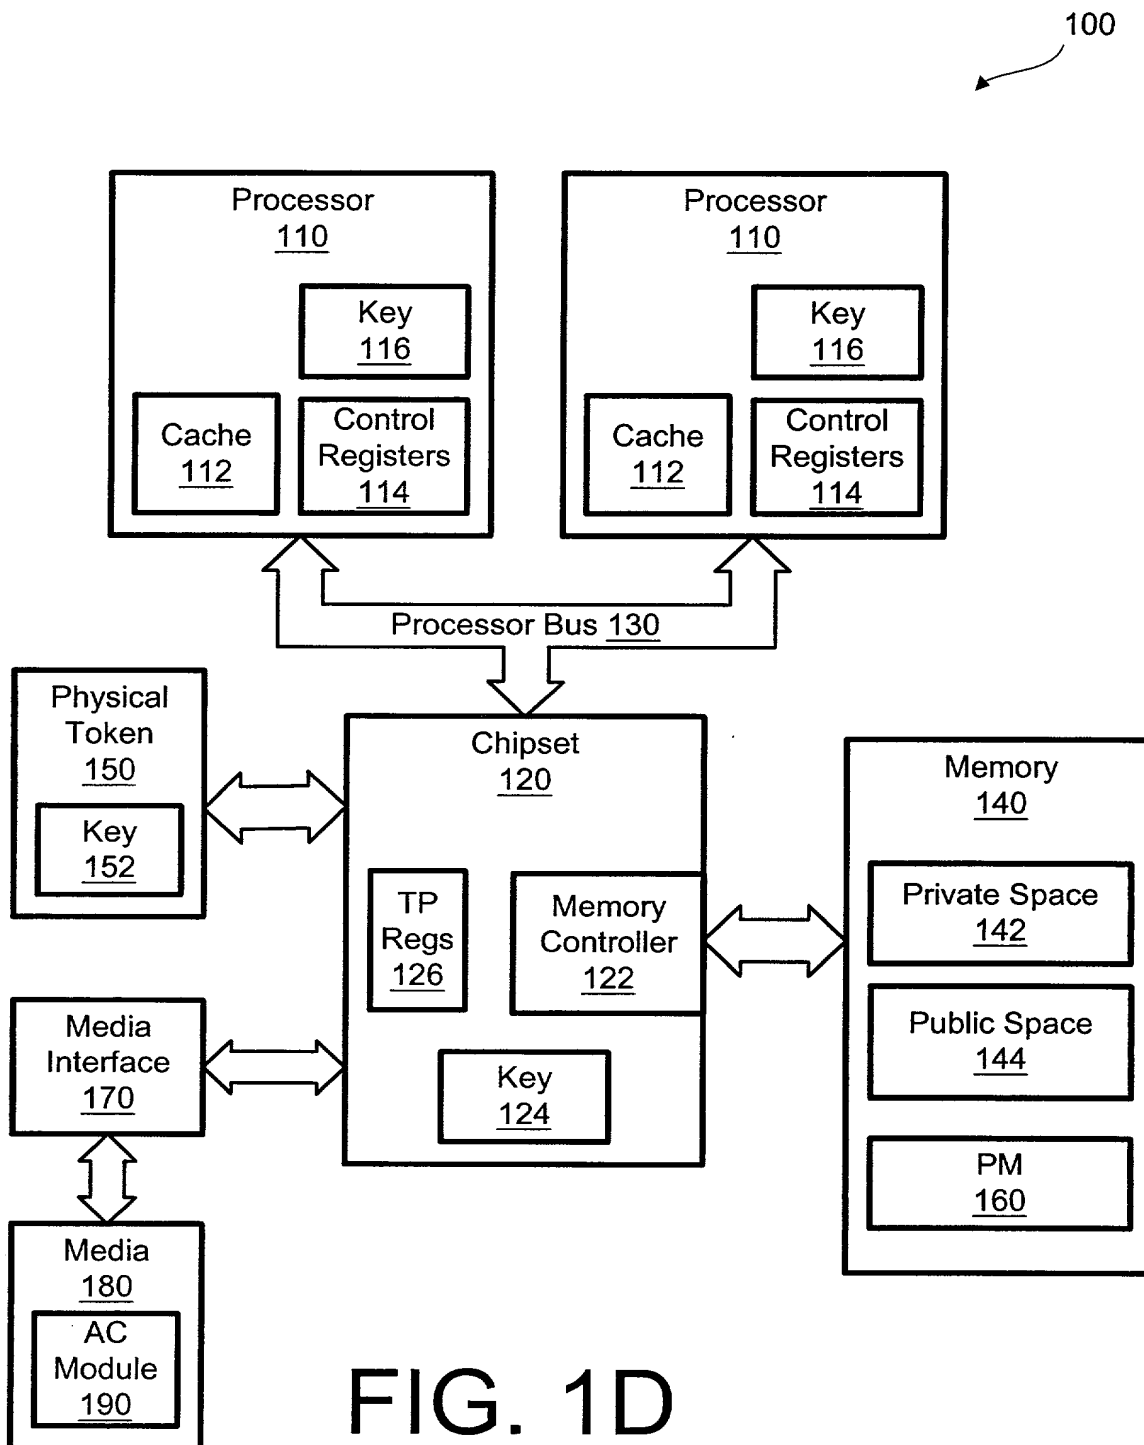 100
Processor
110
Key
116
Cache
112
Control
Registers
114
Processor
110
Key
116
Cache
112
Control
Registers
114
Processor Bus 130
Physical
Token
150
Key
152
Chipset
120
TP
Regs
126
Memory
Controller
122
Key
124
Memory
140
Private Space
142
Public Space
144
PM
160
Media
Interface
170
Media
180
AC
Module
190
FIG. 1D